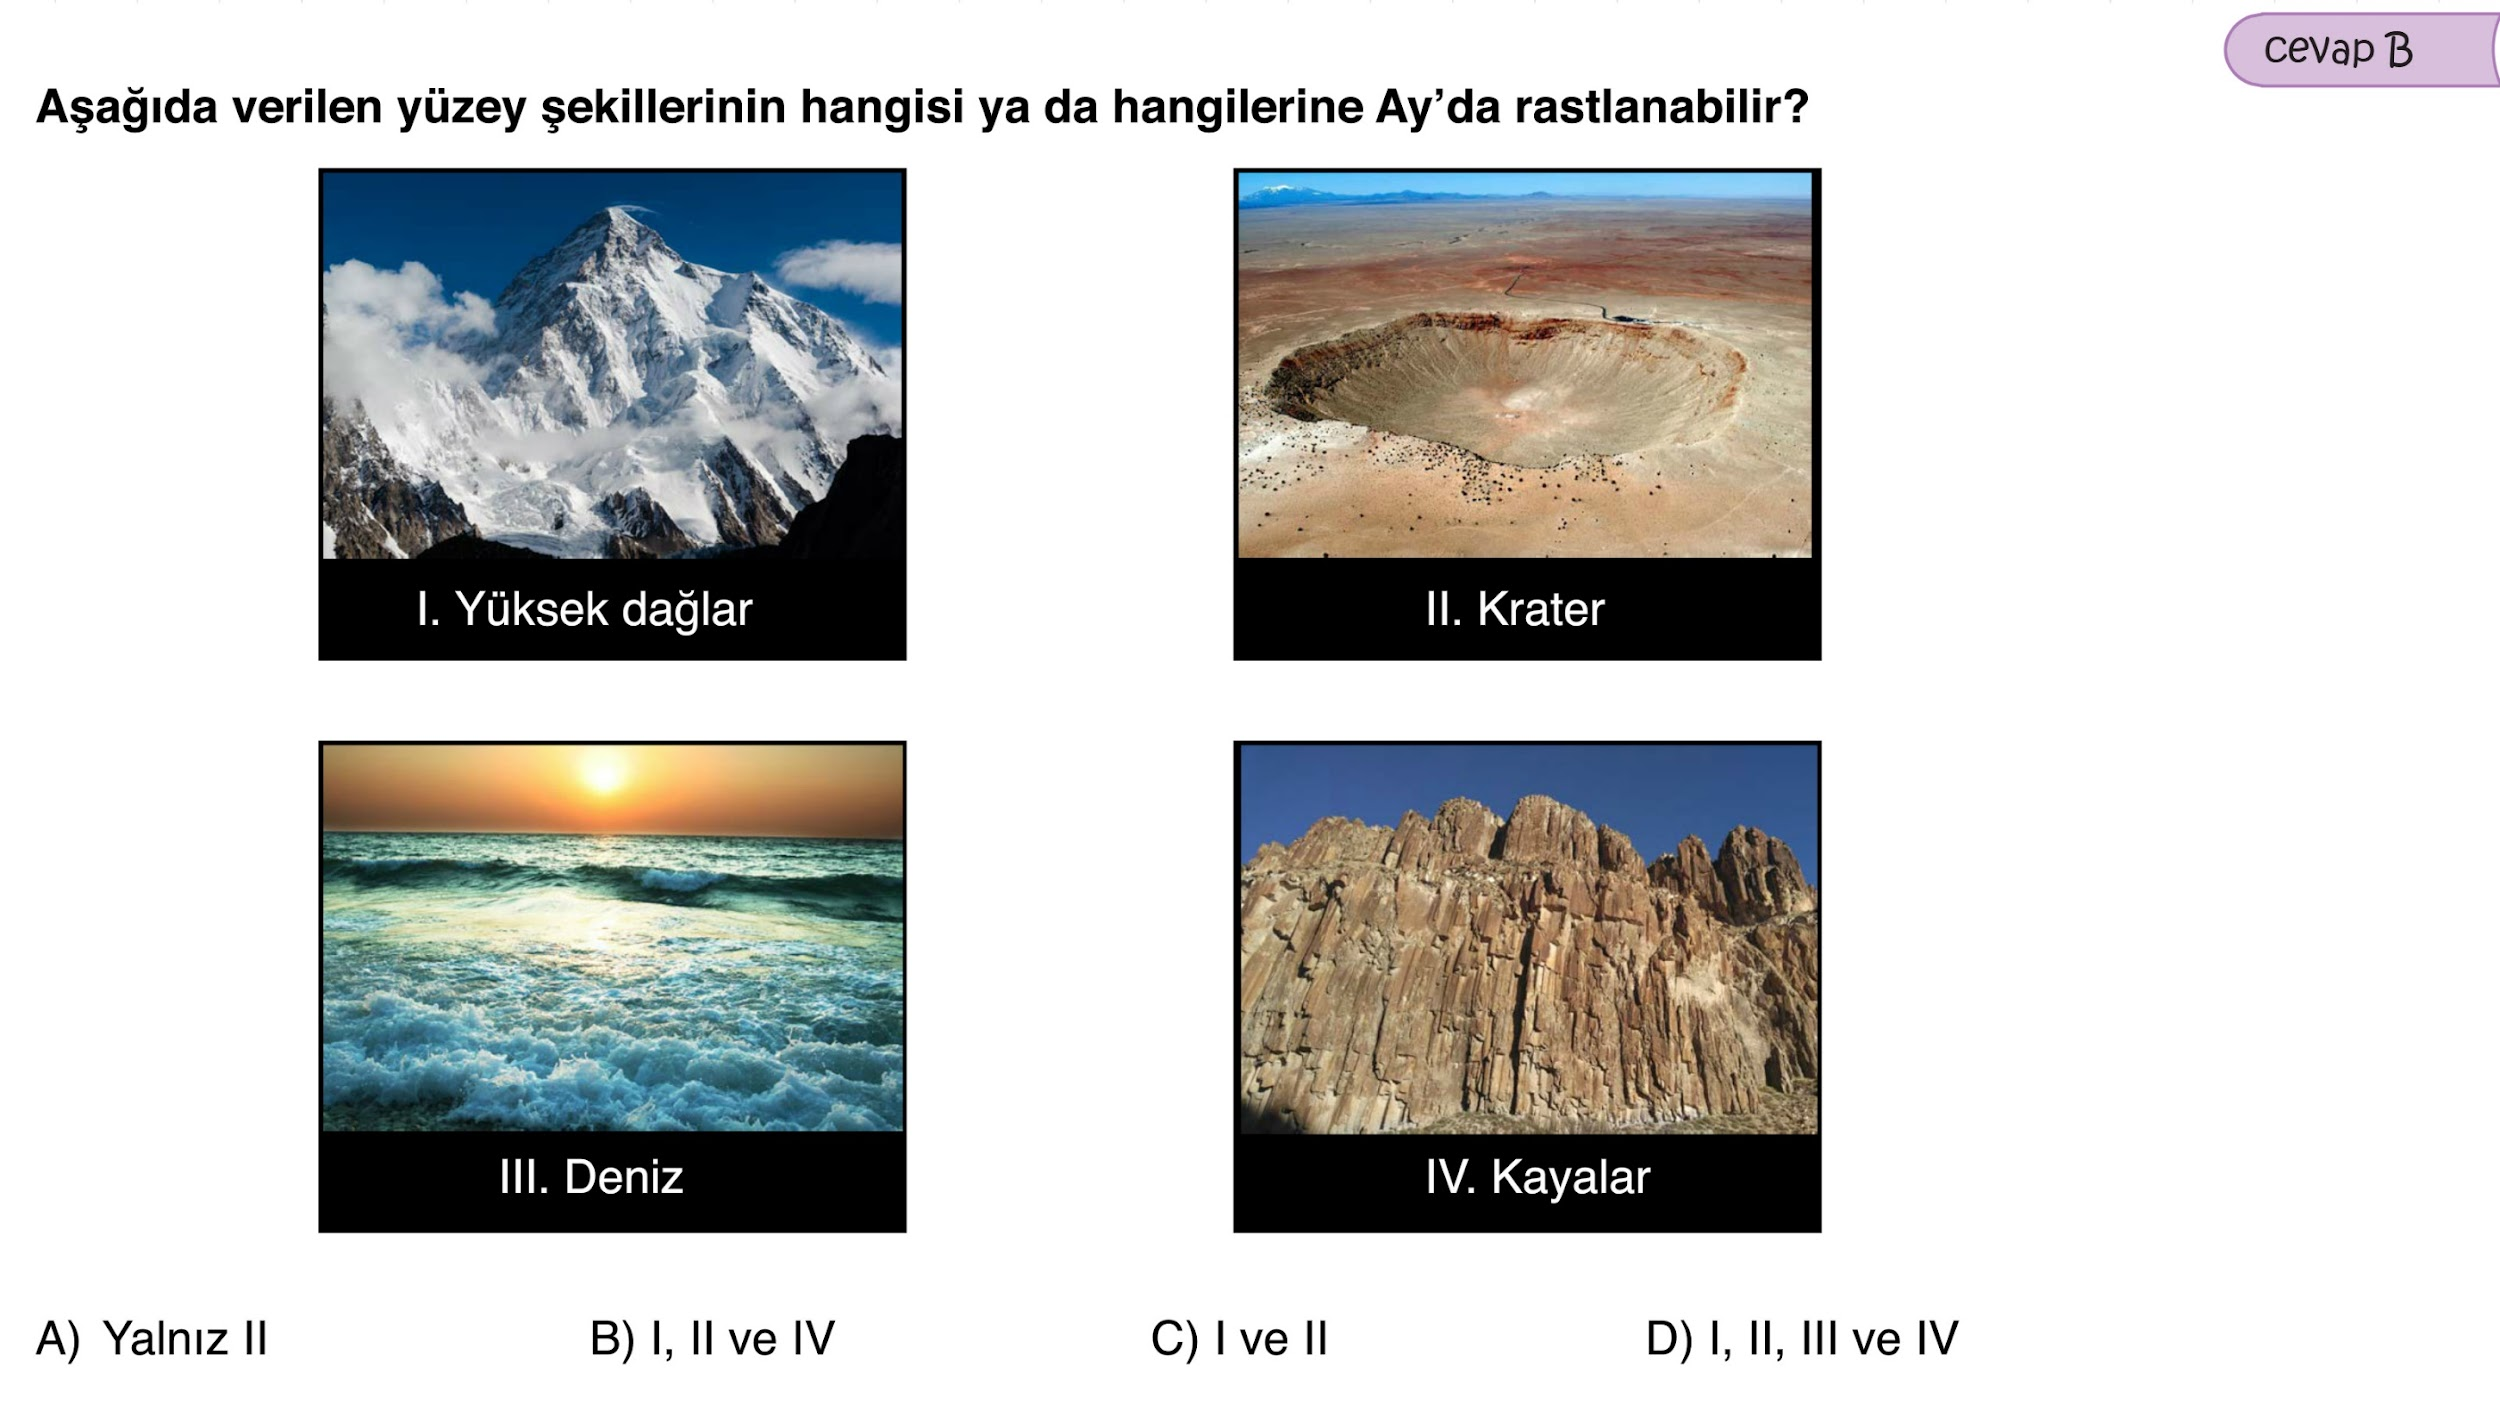 cevap B
Aşağıda verilen yüzey şekillerinin hangisi ya da hangilerine Ay’da rastlanabilir?
I. Yüksek dağlar
II. Krater
III. Deniz
IV. Kayalar
A) Yalnız II
B) I, II ve IV
C) I ve II
D) I, II, III ve IV